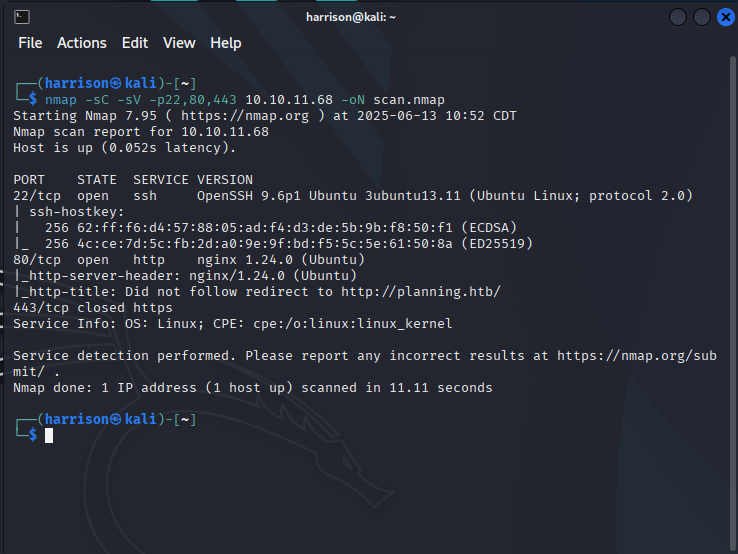 harrison@kali: ~
File Edit View Help
┌──(harrison㉿kali)-[~]
└─$ nmap -sC -sV -p22,80,443 10.10.11.68 -oN scan.nmap
Starting Nmap 7.95 ( https://nmap.org ) at 2025-06-13 10:52 CDT
Nmap scan report for 10.10.11.68
Host is up (0.052s latency).

PORT    STATE  SERVICE VERSION
22/tcp  open   ssh     OpenSSH 9.6p1 Ubuntu 3ubuntu13.11 (Ubuntu Linux; protocol 2.0)
| ssh-hostkey:
|   256 62:ff:f6:d4:57:88:05:ad:f4:d3:de:5b:9b:f8:50:f1 (ECDSA)
|_  256 4c:ce:7d:5c:fb:2d:a0:9e:9f:bd:f5:5c:5e:61:50:8a (ED25519)
80/tcp  open   http    nginx 1.24.0 (Ubuntu)
|_http-server-header: nginx/1.24.0 (Ubuntu)
|_http-title: Did not follow redirect to http://planning.htb/
443/tcp closed https
Service Info: OS: Linux; CPE: cpe:/o:linux:linux_kernel

Service detection performed. Please report any incorrect results at https://nmap.org/sub
mit/ .
Nmap done: 1 IP address (1 host up) scanned in 11.11 seconds

┌──(harrison㉿kali)-[~]
└─$